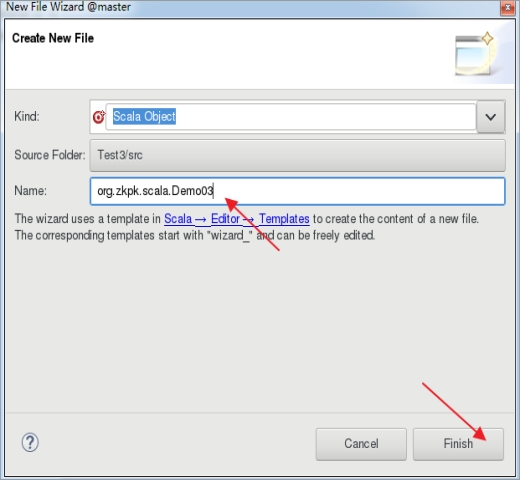 New File Wizard @master
Create New File
Kind: Scala Object
Source Folder: Test3/src
Name: org.zkpk.scala.Demo03
The wizard uses a template in Scala → Editor → Templates to create the content of a new file.
The corresponding templates start with "wizard_" and can be freely edited.
? Cancel Finish